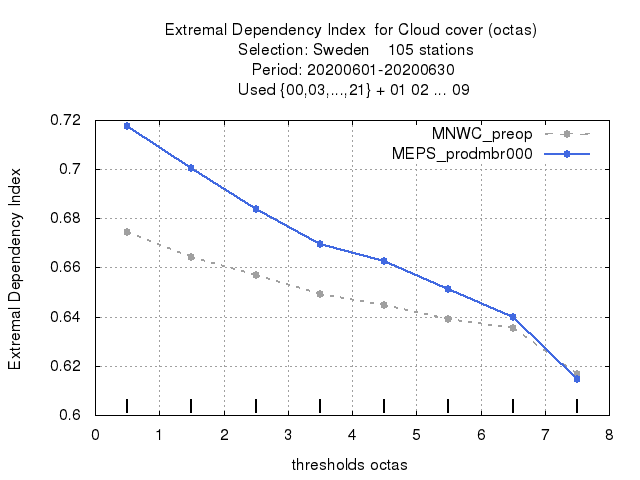 Extremal Dependency Index  for Cloud cover (octas)
Selection: Sweden    105 stations
Period: 20200601-20200630
Used {00,03,...,21} + 01 02 ... 09
MNWC_preop
MEPS_prodmbr000
Extremal Dependency Index
0.72
0.7
0.68
0.66
0.64
0.62
0.6
0 1 2 3 4 5 6 7 8
thresholds octas